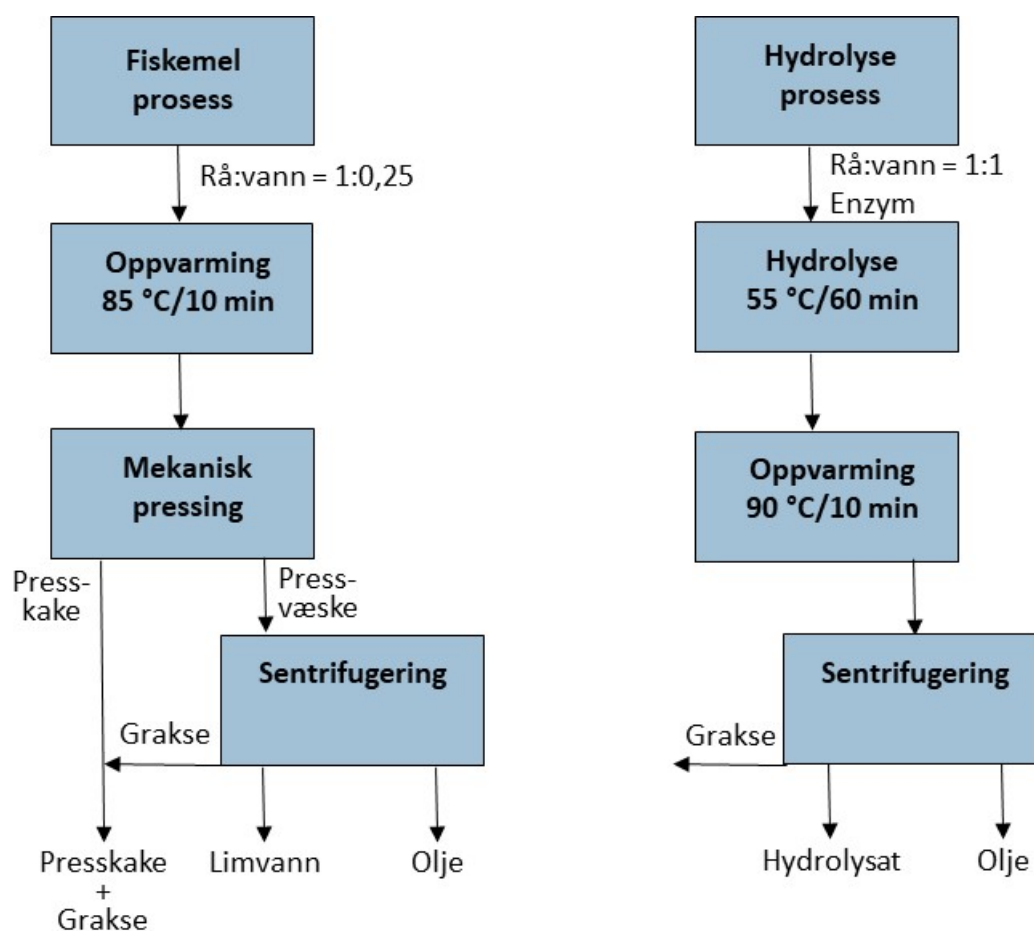 Fiskemel
prosess
Rå:vann = 1:0,25
Oppvarming
85 °C/10 min
Mekanisk
pressing
Press-
kake
Press-
væske
Sentrifugering
Grakse
Presskake
+
Grakse
Limvann
Olje
Hydrolyse
prosess
Rå:vann = 1:1
Enzym
Hydrolyse
55 °C/60 min
Oppvarming
90 °C/10 min
Sentrifugering
Grakse
Hydrolysat
Olje